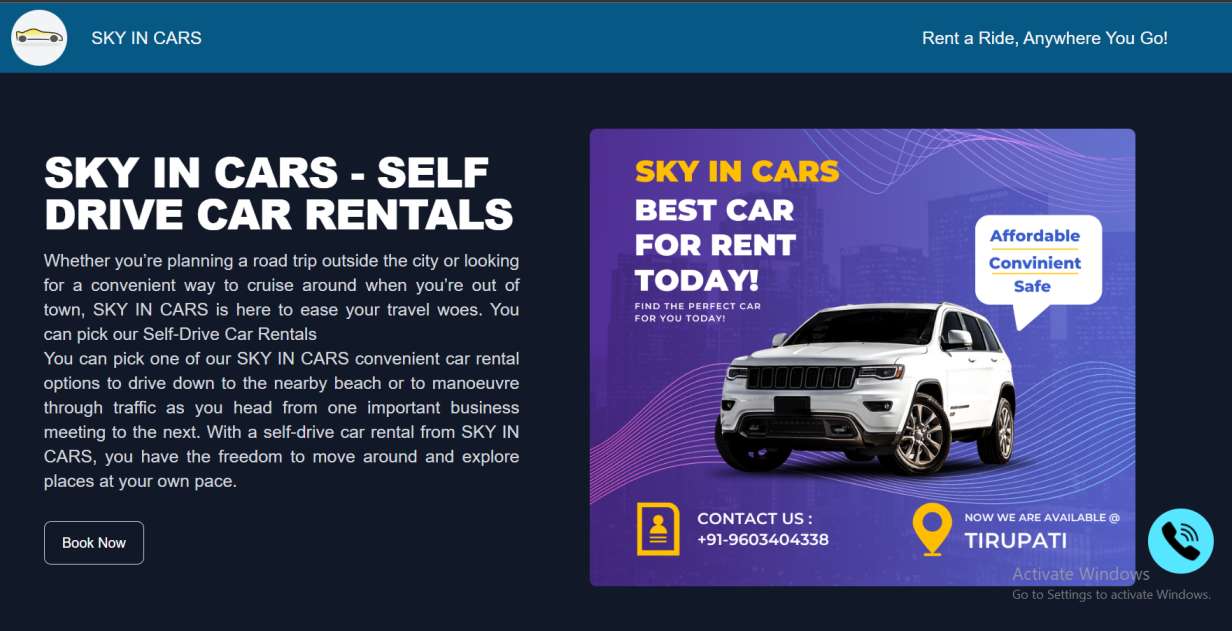 SKY IN CARS
Rent a Ride, Anywhere You Go!
SKY IN CARS - SELF
DRIVE CAR RENTALS
Whether you're planning a road trip outside the city or looking
for a convenient way to cruise around when you're out of
town, SKY IN CARS is here to ease your travel woes. You
can pick our Self-Drive Car Rentals
You can pick one of our SKY IN CARS convenient car rental
options to drive down to the nearby beach or to manoeuvre
through traffic as you head from one important business
meeting to the next. With a self-drive car rental from SKY IN
CARS, you have the freedom to move around and explore
places at your own pace.
Book Now
SKY IN CARS
BEST CAR
FOR RENT
TODAY!
FIND THE PERFECT CAR
FOR YOU TODAY!
Affordable
Convinient
Safe
CONTACT US :
+91-9603404338
NOW WE ARE AVAILABLE @
TIRUPATI
Activate Windows
Go to Settings to activate Windows.